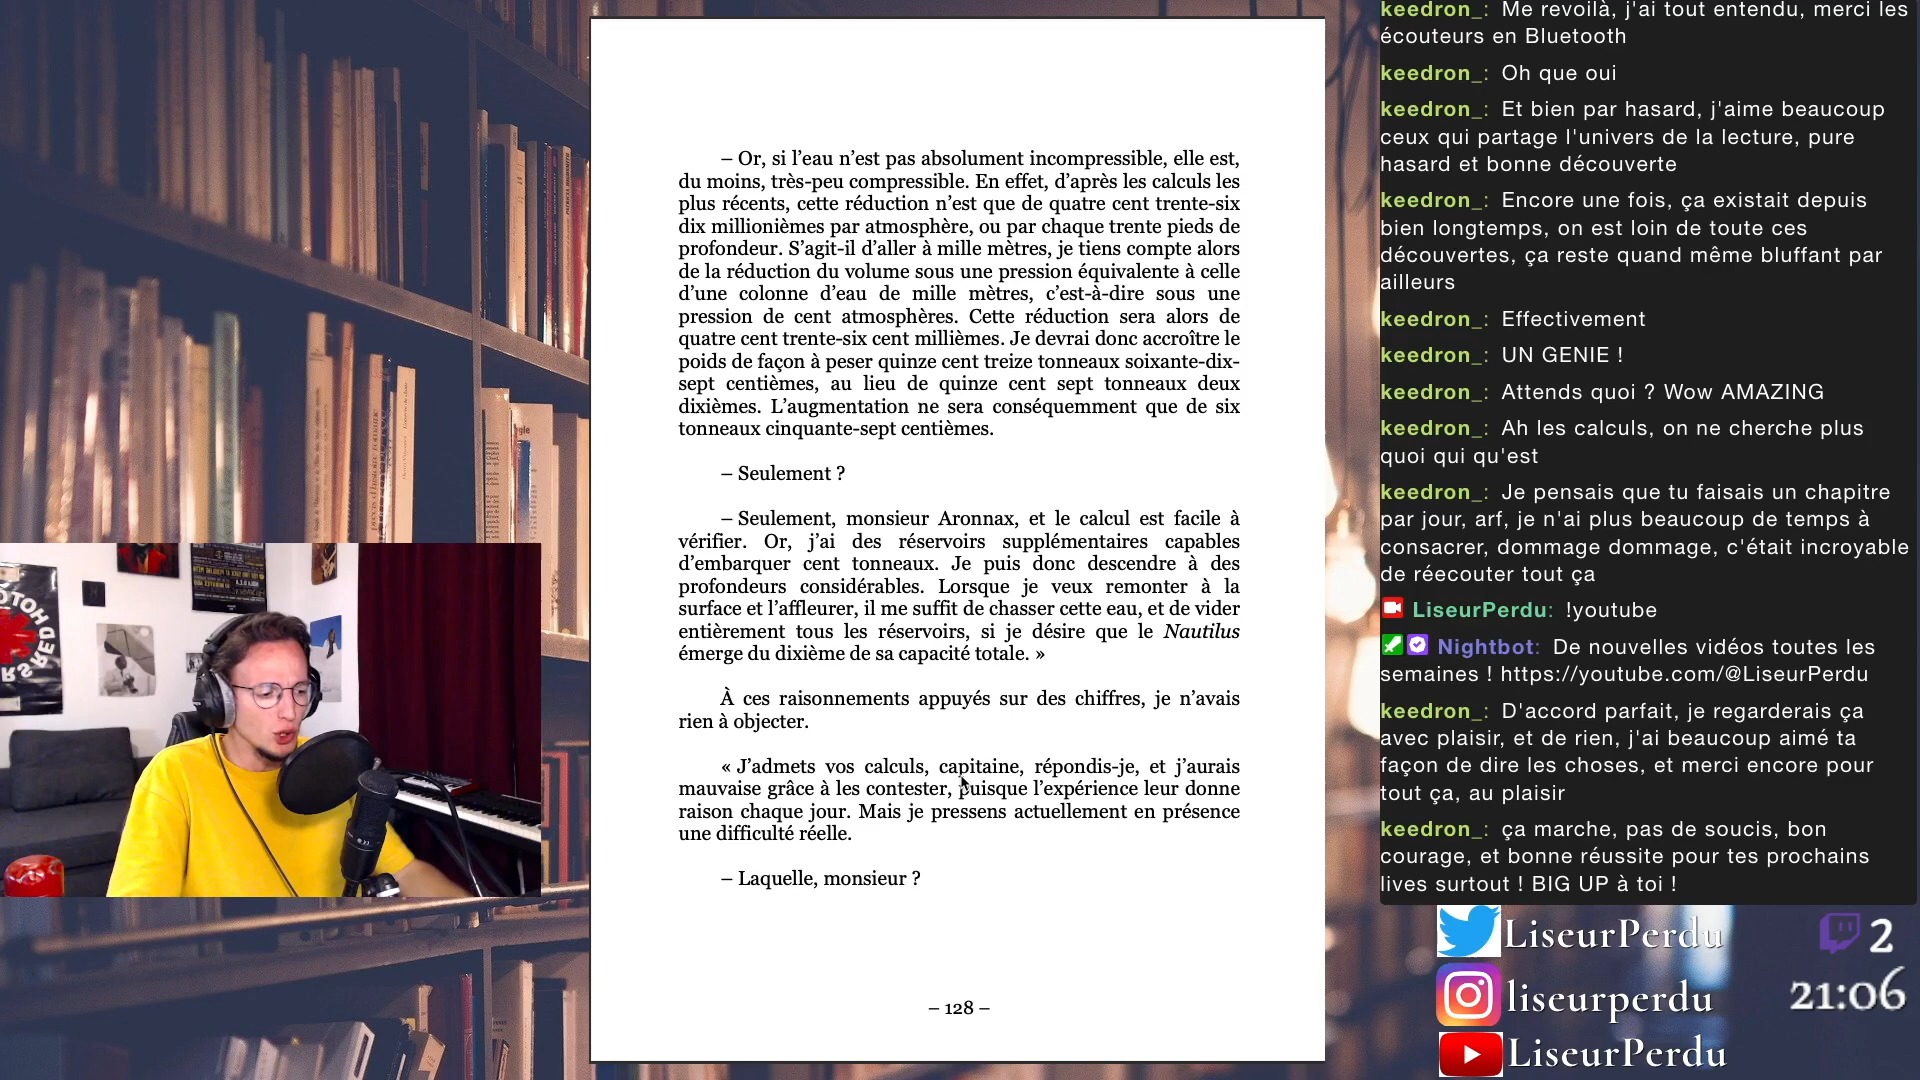 – Or, si l’eau n’est pas absolument incompressible, elle est,
du moins, très-peu compressible. En effet, d’après les calculs les
plus récents, cette réduction n’est que de quatre cent trente-six
dix millionièmes par atmosphère, ou par chaque trente pieds de
profondeur. S’agit-il d’aller à mille mètres, je tiens compte alors
de la réduction du volume sous une pression équivalente à celle
d’une colonne d’eau de mille mètres, c’est-à-dire sous une
pression de cent atmosphères. Cette réduction sera alors de
quatre cent trente-six cent millièmes. Je devrai donc accroître le
poids de façon à peser quinze cent treize tonneaux soixante-dix-
sept centièmes, au lieu de quinze cent sept tonneaux deux
dixièmes. L’augmentation ne sera conséquemment que de six
tonneaux cinquante-sept centièmes.
– Seulement ?
– Seulement, monsieur Aronnax, et le calcul est facile à
vérifier. Or, j’ai des réservoirs supplémentaires capables
d’embarquer cent tonneaux. Je puis donc descendre à des
profondeurs considérables. Lorsque je veux remonter à la
surface et l’affleurer, il me suffit de chasser cette eau, et de vider
entièrement tous les réservoirs, si je désire que le Nautilus
émerge du dixième de sa capacité totale. »
À ces raisonnements appuyés sur des chiffres, je n’avais
rien à objecter.
« J’admets vos calculs, capitaine, répondis-je, et j’aurais
mauvaise grâce à les contester, puisque l’expérience leur donne
raison chaque jour. Mais je pressens actuellement en présence
une difficulté réelle.
– Laquelle, monsieur ?
– 128 –
keedron_: Me revoilà, j'ai tout entendu, merci les
écouteurs en Bluetooth
keedron_: Oh que oui
keedron_: Et bien par hasard, j'aime beaucoup
ceux qui partage l'univers de la lecture, pure
hasard et bonne découverte
keedron_: Encore une fois, ça existait depuis
bien longtemps, on est loin de toute ces
découvertes, ça reste quand même bluffant par
ailleurs
keedron_: Effectivement
keedron_: UN GENIE !
keedron_: Attends quoi ? Wow AMAZING
keedron_: Ah les calculs, on ne cherche plus
quoi qui qu'est
keedron_: Je pensais que tu faisais un chapitre
par jour, arf, je n'ai plus beaucoup de temps à
consacrer, dommage dommage, c'était incroyable
de réecouter tout ça
LiseurPerdu: !youtube
Nightbot: De nouvelles vidéos toutes les
semaines ! https://youtube.com/@LiseurPerdu
keedron_: D'accord parfait, je regarderais ça
avec plaisir, et de rien, j'ai beaucoup aimé ta
façon de dire les choses, et merci encore pour
tout ça, au plaisir
keedron_: ça marche, pas de soucis, bon
courage, et bonne réussite pour tes prochains
lives surtout ! BIG UP à toi !
LiseurPerdu
2
liseurperdu
21:06
LiseurPerdu